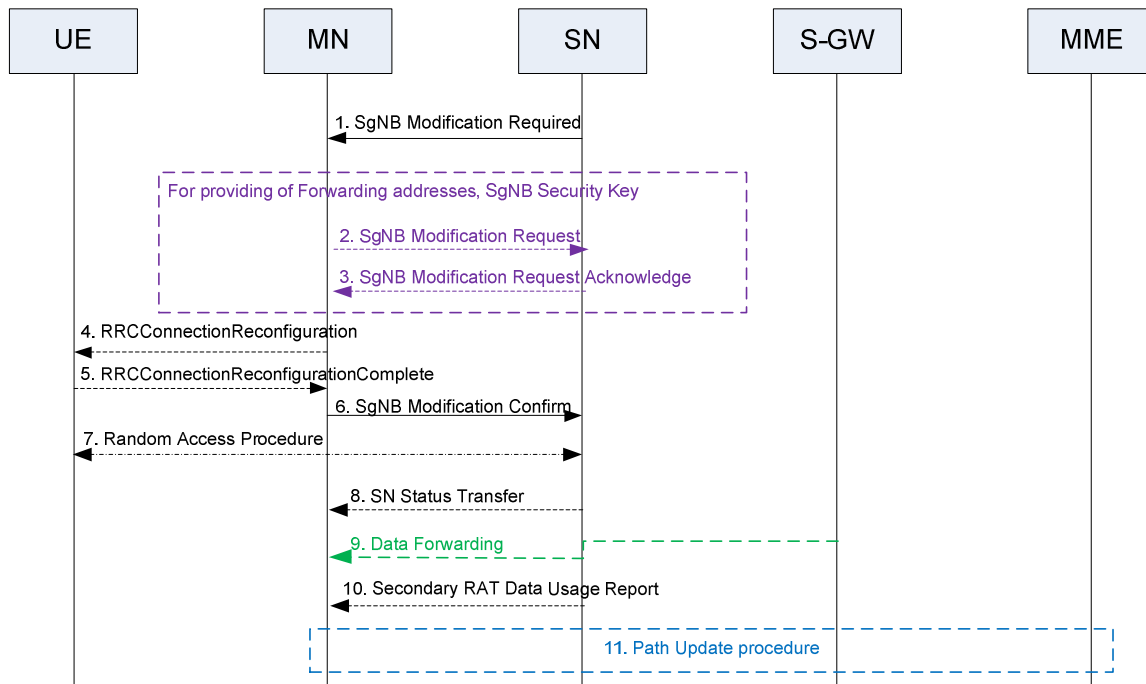 UE
MN
SN
S-GW
MME
1. SgNB Modification Required
For providing of Forwarding addresses, SgNB Security Key
2. SgNB Modification Request
3. SgNB Modification Request Acknowledge
4. RRCConnectionReconfiguration
5. RRCConnectionReconfigurationComplete
6. SgNB Modification Confirm
7. Random Access Procedure
8. SN Status Transfer
9. Data Forwarding
10. Secondary RAT Data Usage Report
11. Path Update procedure